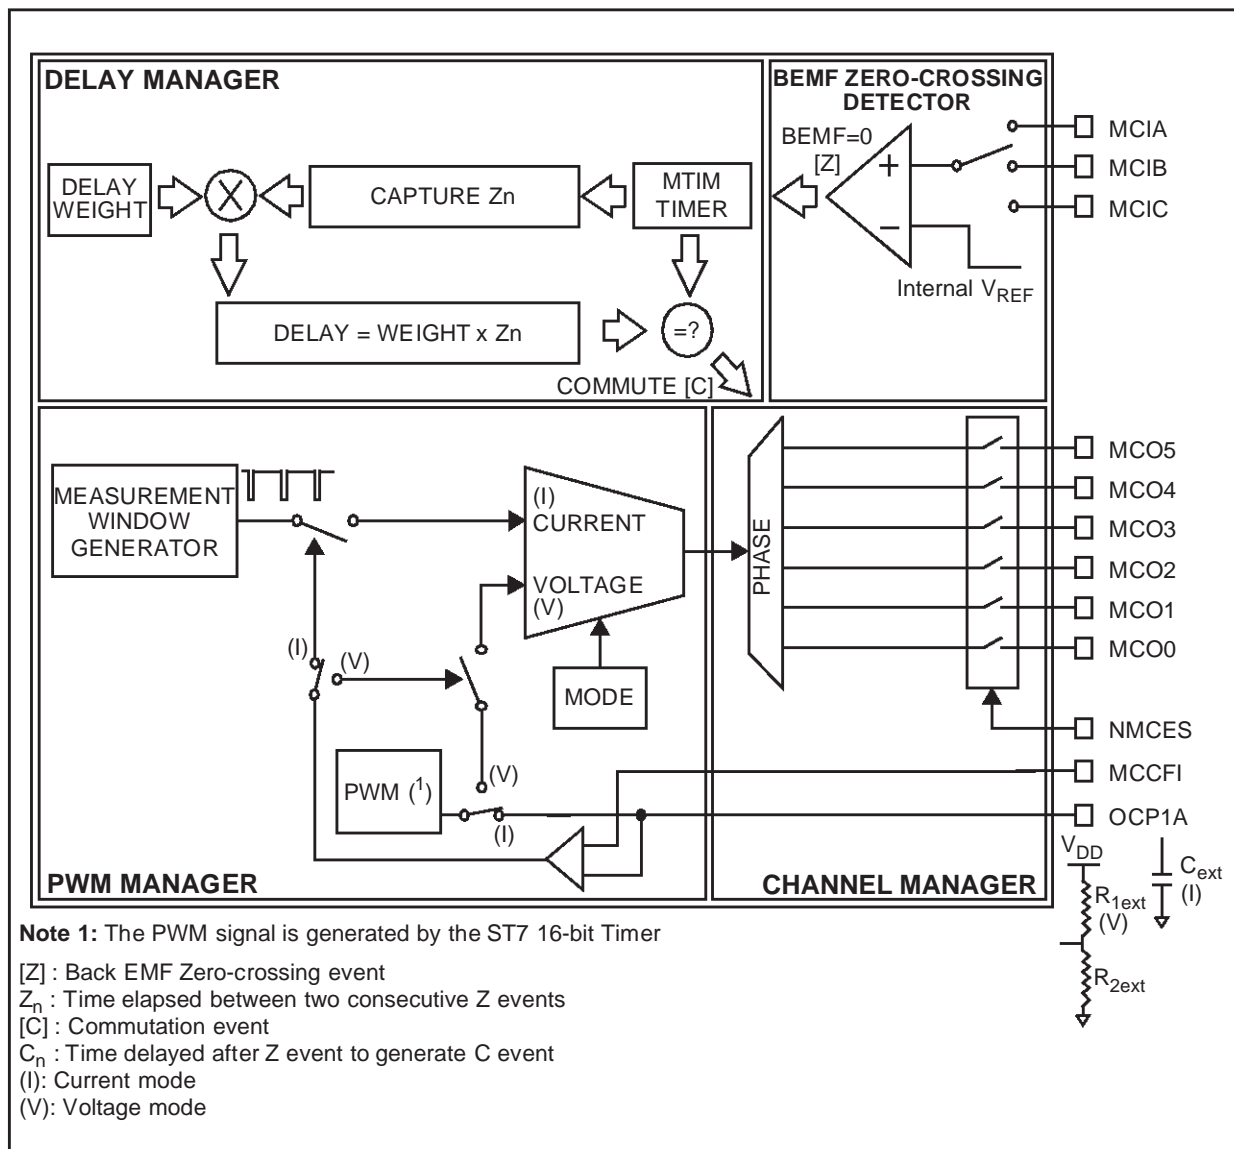 DELAY MANAGER
BEMF ZERO-CROSSING
DETECTOR
BEMF=0
[Z]
+
−
Internal VREF
MCIA
MCIB
MCIC
DELAY
WEIGHT
X
CAPTURE Zn
MTIM
TIMER
DELAY = WEIGHT x Zn
=?
COMMUTE [C]
MEASUREMENT
WINDOW
GENERATOR
(I)
CURRENT
VOLTAGE
(V)
(I)
(V)
MODE
PWM (1)
(V)
(I)
PWM MANAGER
PHASE
CHANNEL MANAGER
MCO5
MCO4
MCO3
MCO2
MCO1
MCO0
NMCES
MCCFI
OCP1A
VDD
R1ext
(V)
R2ext
Cext
(I)
Note 1: The PWM signal is generated by the ST7 16-bit Timer
[Z] : Back EMF Zero-crossing event
Zn : Time elapsed between two consecutive Z events
[C] : Commutation event
Cn : Time delayed after Z event to generate C event
(I): Current mode
(V): Voltage mode